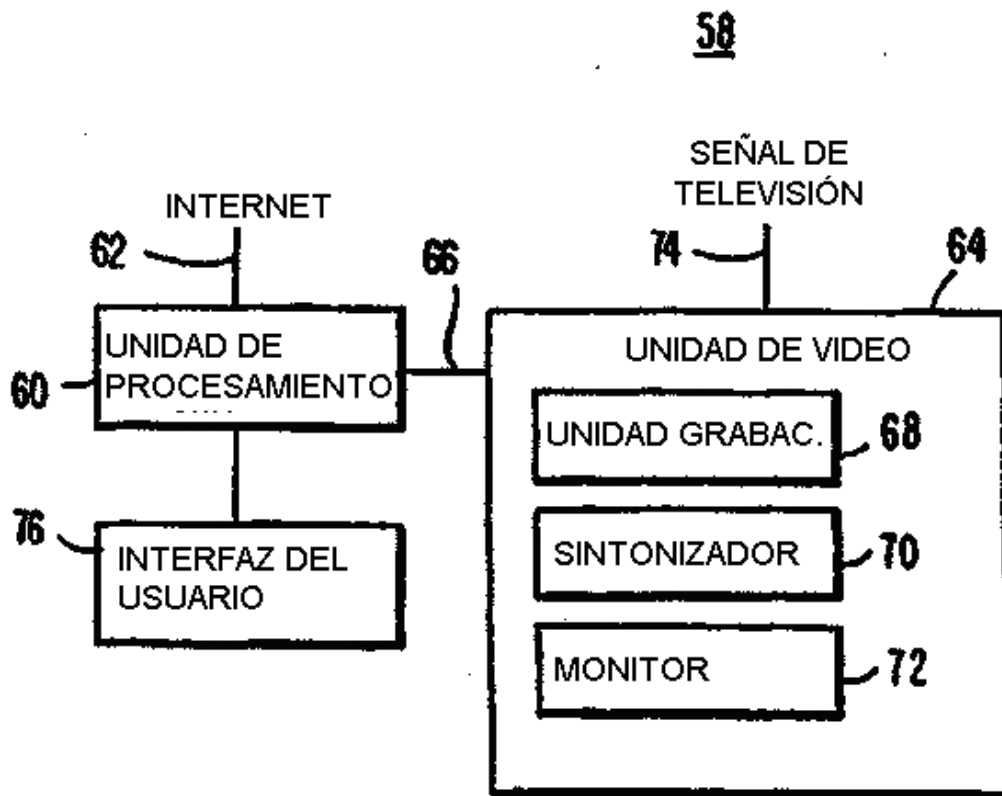 58
SEÑAL DE
TELEVISIÓN
INTERNET
62
66
74
64
UNIDAD DE
PROCESAMIENTO
60
UNIDAD DE VIDEO
UNIDAD GRABAC.
68
76
INTERFAZ DEL
USUARIO
SINTONIZADOR
70
MONITOR
72